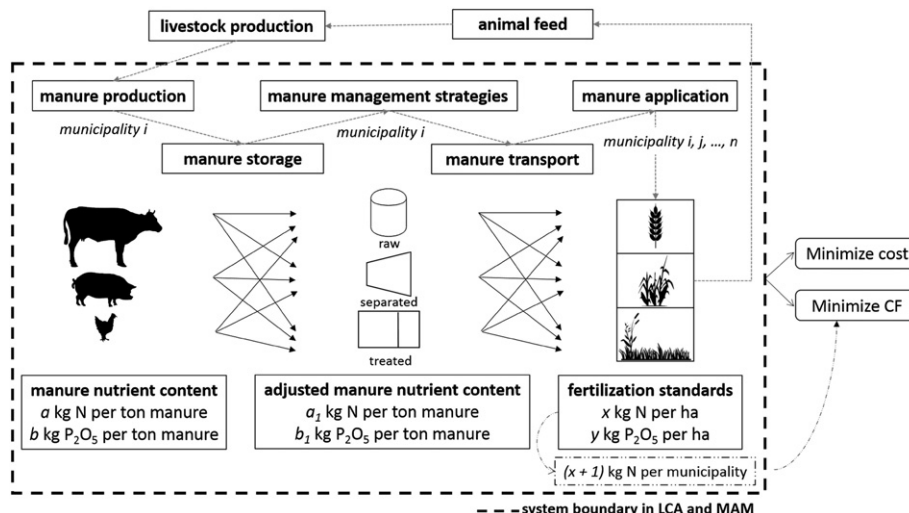 livestock production
animal feed
manure production
manure management strategies
manure application
municipality i
municipality i
municipality i, j, ..., n
manure storage
manure transport
raw
separated
treated
Minimize cost
Minimize CF
manure nutrient content
a kg N per ton manure
b kg P₂O₅ per ton manure
adjusted manure nutrient content
a₁ kg N per ton manure
b₁ kg P₂O₅ per ton manure
fertilization standards
x kg N per ha
y kg P₂O₅ per ha
(x + 1) kg N per municipality
system boundary in LCA and MAM